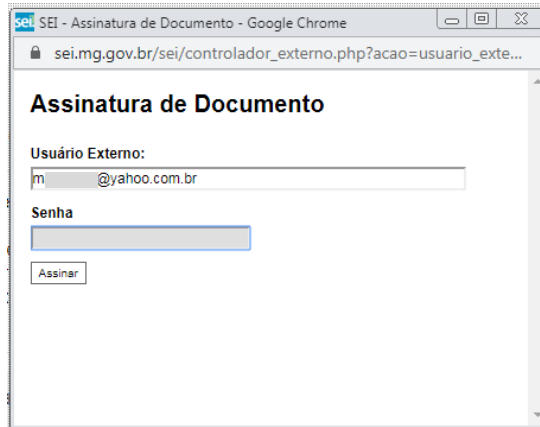 sei! SEI - Assinatura de Documento - Google Chrome
sei.mg.gov.br/sei/controlador_externo.php?acao=usuario_exte...
Assinatura de Documento
Usuário Externo:
m @yahoo.com.br
Senha
Assinar